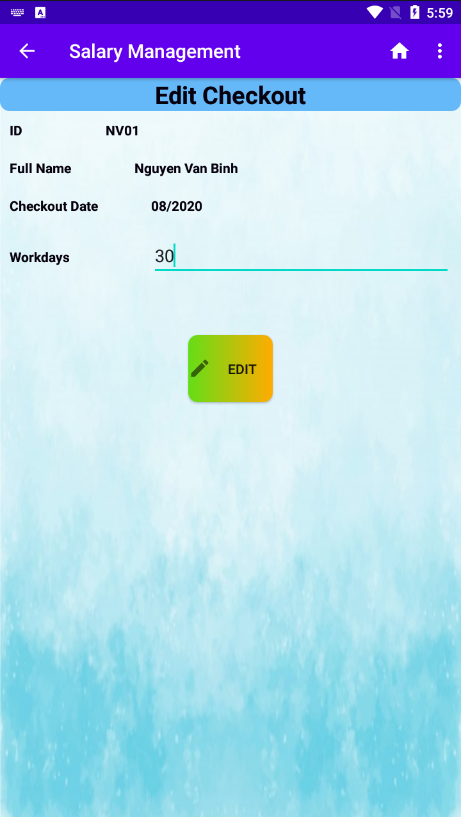 5:59
Salary Management
Edit Checkout
ID NV01
Full Name Nguyen Van Binh
Checkout Date 08/2020
Workdays 30
EDIT